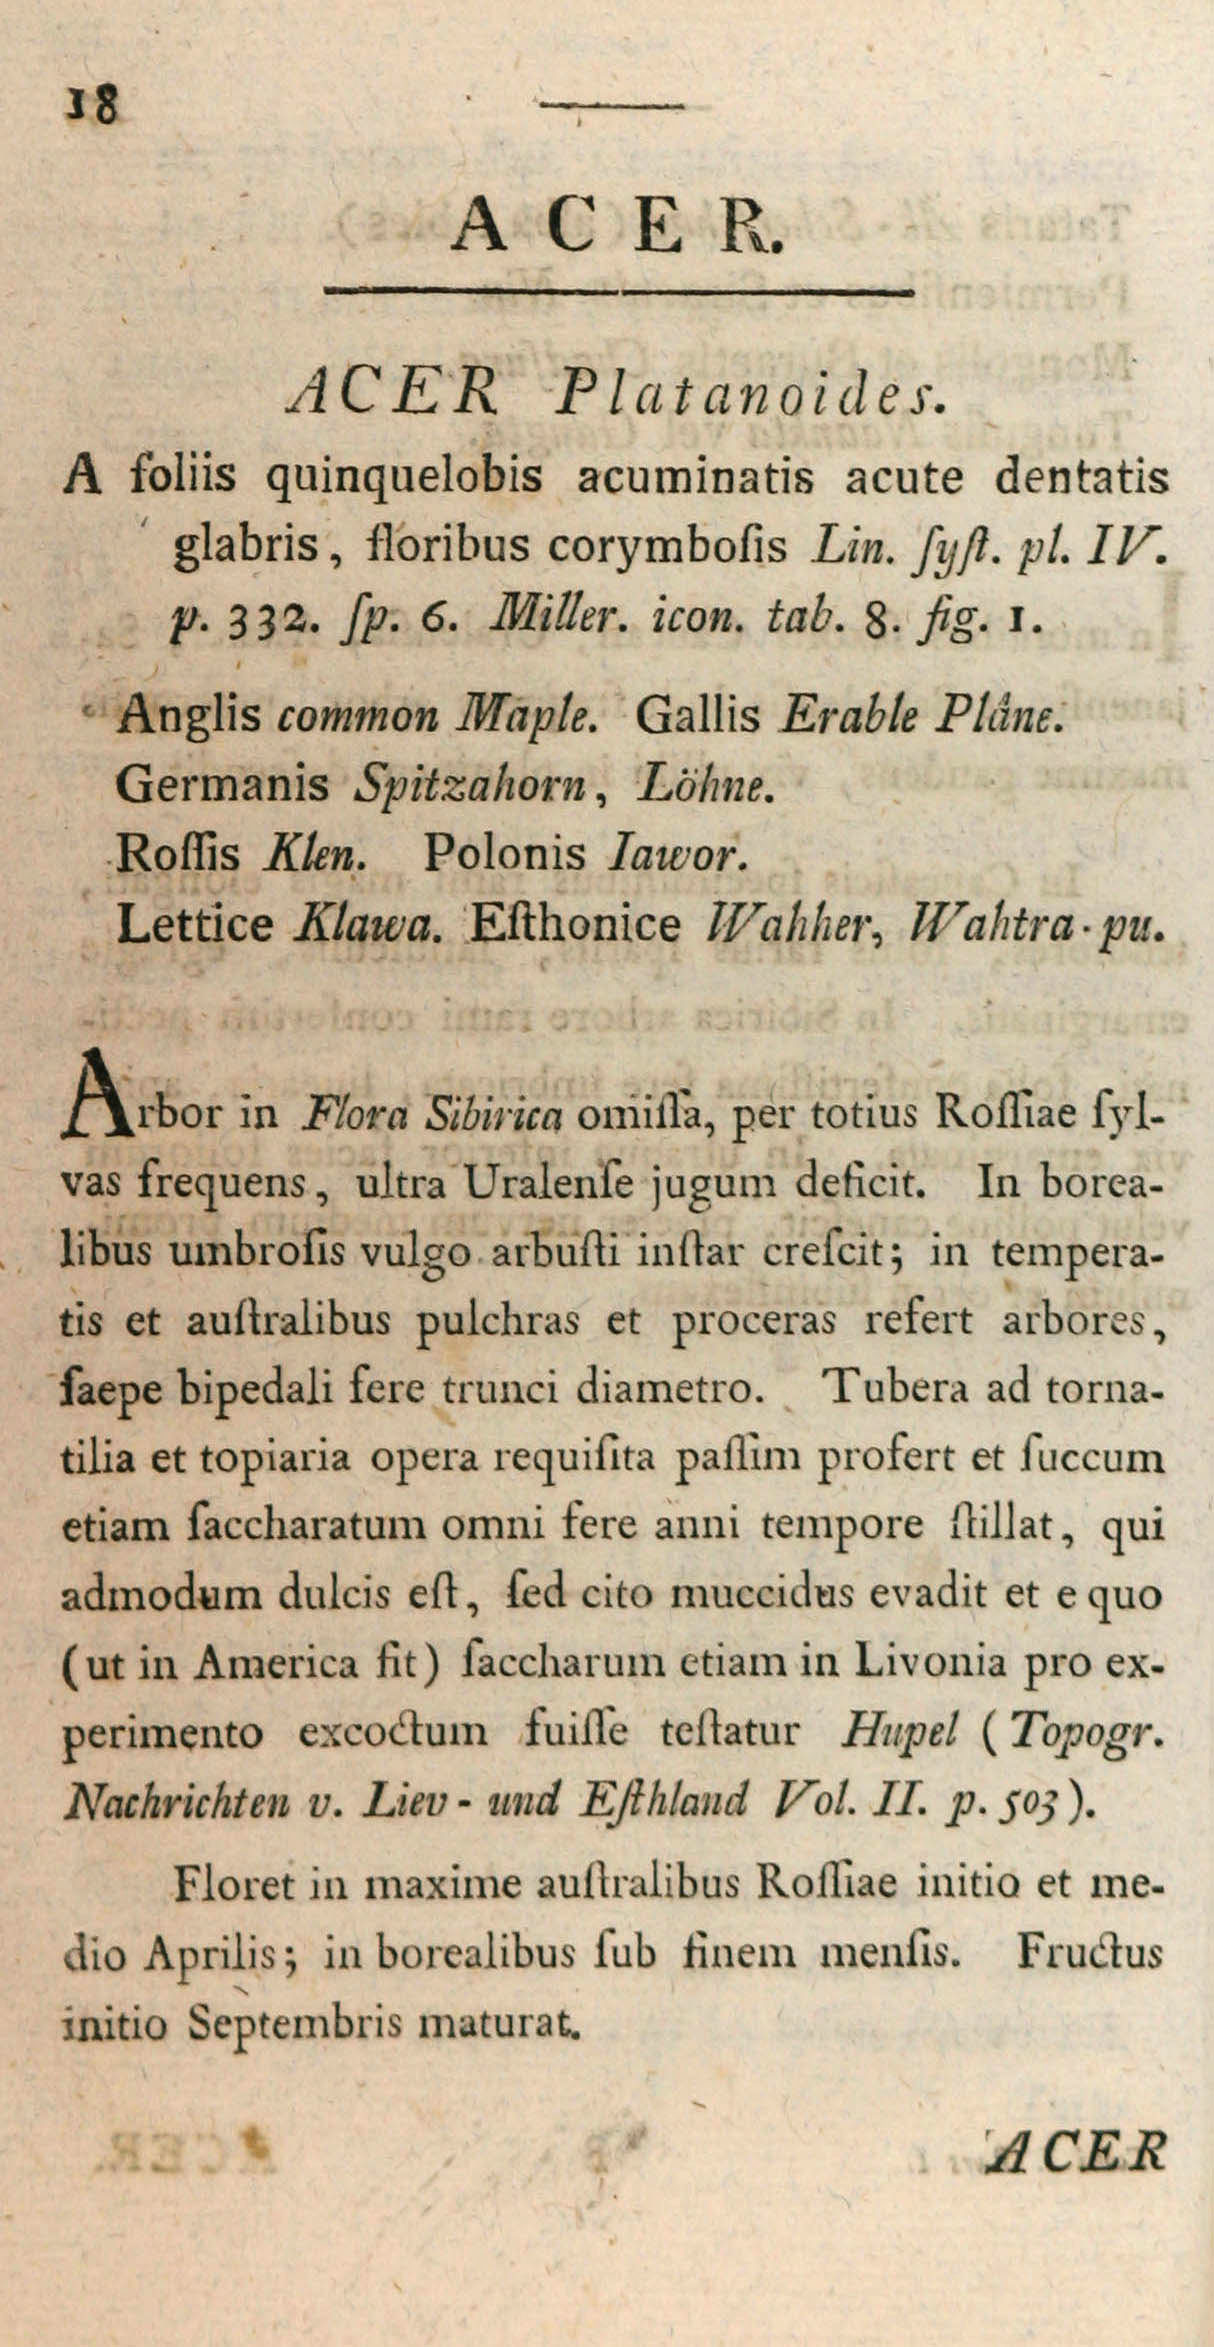 18
ACER.
ACER Platanoides.
A foliis quinquelobis acuminatis acute dentatis
glabris, floribus corymboſis Lin. ſyſt. pl. IV.
p. 332. ſp. 6. Miller. icon. tab. 8. fig. 1.
Anglis common Maple. Gallis Erable Plâne.
Germanis Spitzahorn, Löhne.
Roſſis Klen. Polonis Iawor.
Lettice Klawa. Eſthonice Wahher, Wahtra-pu.
Arbor in Flora Sibirica omiſſa, per totius Roſſiae ſyl-
vas frequens, ultra Uralenſe jugum deficit. In borea-
libus umbroſis vulgo arbuſti inſtar creſcit; in tempera-
tis et auſtralibus pulchras et proceras refert arbores,
ſaepe bipedali fere trunci diametro. Tubera ad torna-
tilia et topiaria opera requiſita paſſim profert et ſuccum
etiam ſaccharatum omni fere anni tempore ſtillat, qui
admodum dulcis eſt, ſed cito muccidus evadit et e quo
(ut in America fit) ſaccharum etiam in Livonia pro ex-
perimento excoctum fuiſſe teſtatur Hupel (Topogr.
Nachrichten v. Liev- und Eſthland Vol. II. p. 503).
Floret in maxime auſtralibus Roſſiae initio et me-
dio Aprilis; in borealibus ſub finem menſis. Fructus
initio Septembris maturat.
ACER